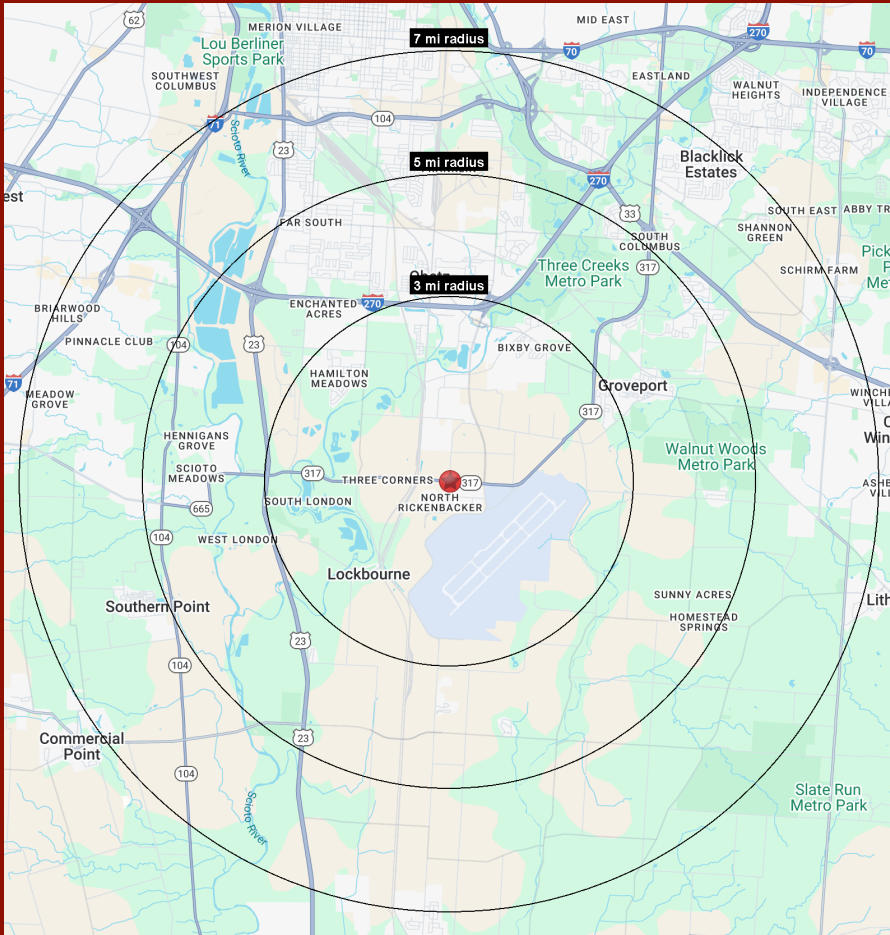 MID EAST
62
MERION VILLAGE
270
7 mi radius
Lou Berliner
Sports Park
70
70
SOUTHWEST
COLUMBUS
EASTLAND
WALNUT
HEIGHTS
INDEPENDENCE
VILLAGE
104
71
Scioto River
23
5 mi radius
Blacklick
Estates
270
est
33
SOUTH EAST
ABBY TR
FAR SOUTH
SHANNON
GREEN
SOUTH
COLUMBUS
Three Creeks
Metro Park
317
SCHIRM FARM
3 mi radius
ENCHANTED
ACRES
270
BRIARWOOD
HILLS
PINNACLE CLUB
104
23
BIXBY GROVE
71
HAMILTON
MEADOWS
Groveport
MEADOW
GROVE
317
WINCHE
VILLA
HENNIGANS
GROVE
Walnut Woods
Metro Park
SCIOTO
MEADOWS
317
THREE CORNERS
317
NORTH
RICKENBACKER
SOUTH LONDON
665
104
WEST LONDON
Lockbourne
SUNNY ACRES
Southern Point
Lith
HOMESTEAD
SPRINGS
23
104
Commercial
Point
23
104
Slate Run
Metro Park
Scioto River